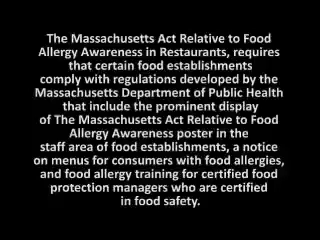 The Massachusetts Act Relative to Food
Allergy Awareness in Restaurants, requires
that certain food establishments
comply with regulations developed by the
Massachusetts Department of Public Health
that include the prominent display
of The Massachusetts Act Relative to Food
Allergy Awareness poster in the
staff area of food establishments, a notice
on menus for consumers with food allergies,
and food allergy training for certified food
protection managers who are certified
in food safety.